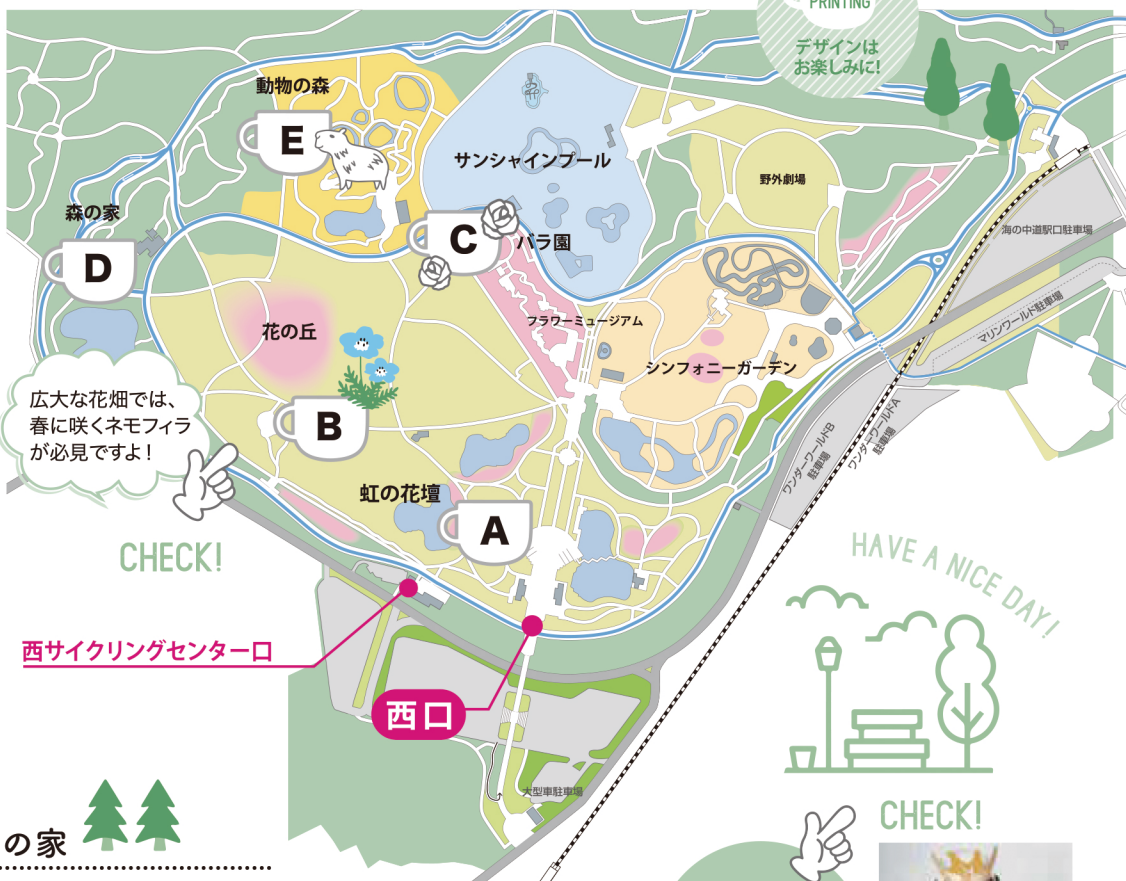 PRINTING
デザインは
お楽しみに!
動物の森
E
サンシャインプール
野外劇場
森の家
D
C
バラ園
海の中道駅口駐車場
フラワーミュージアム
マリンワールド駐車場
花の丘
シンフォニーガーデン
広大な花畑では、
春に咲くネモフィラ
が必見ですよ!
B
ワンダーワールドB
駐車場
ワンダーワールドA
駐車場
虹の花壇
A
CHECK!
HAVE A NICE DAY!
西サイクリングセンター口
西口
大型車駐車場
の家
CHECK!